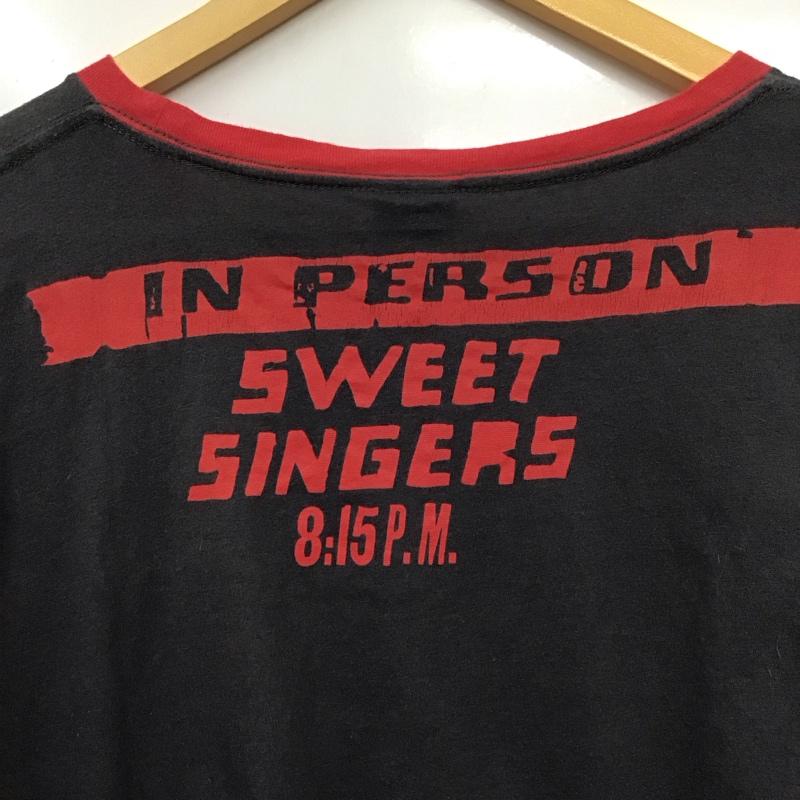 IN PERSON
SWEET
SINGERS
8:15 P.M.